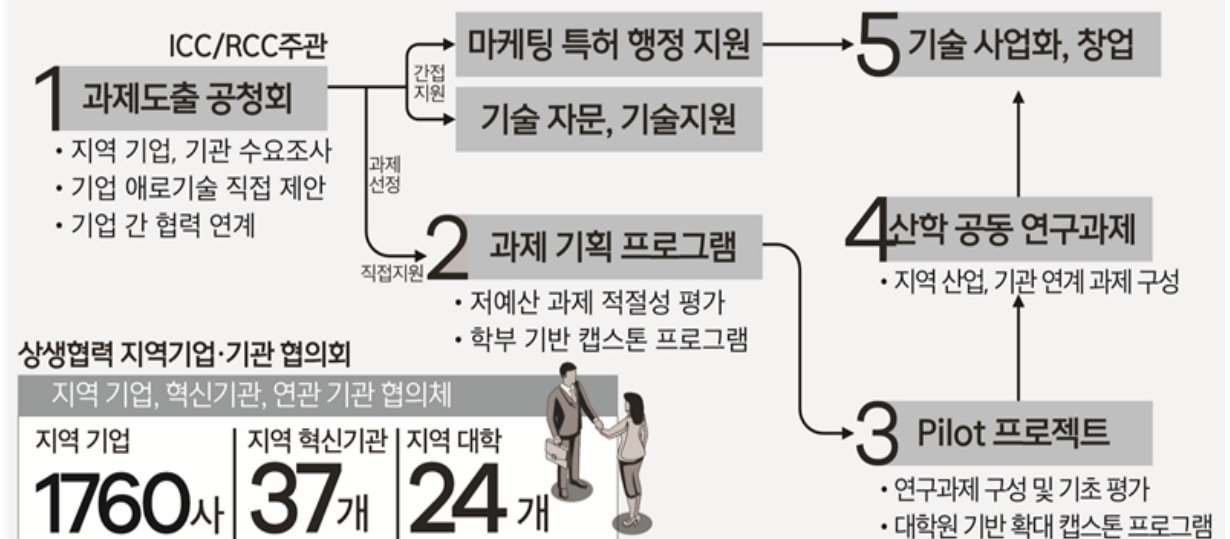 ICC/RCC주관
1 과제도출 공청회
• 지역 기업, 기관 수요조사
• 기업 애로기술 직접 제안
• 기업 간 협력 연계
간접
지원
마케팅 특허 행정 지원
기술 자문, 기술지원
과제
선정
직접지원
2 과제 기획 프로그램
• 저예산 과제 적절성 평가
• 학부 기반 캡스톤 프로그램
3 Pilot 프로젝트
• 연구과제 구성 및 기초 평가
• 대학원 기반 확대 캡스톤 프로그램
4 산학 공동 연구과제
• 지역 산업, 기관 연계 과제 구성
5 기술 사업화, 창업
상생협력 지역기업·기관 협의회
지역 기업, 혁신기관, 연관 기관 협의체
지역 기업
1760사
지역 혁신기관
37개
지역 대학
24개